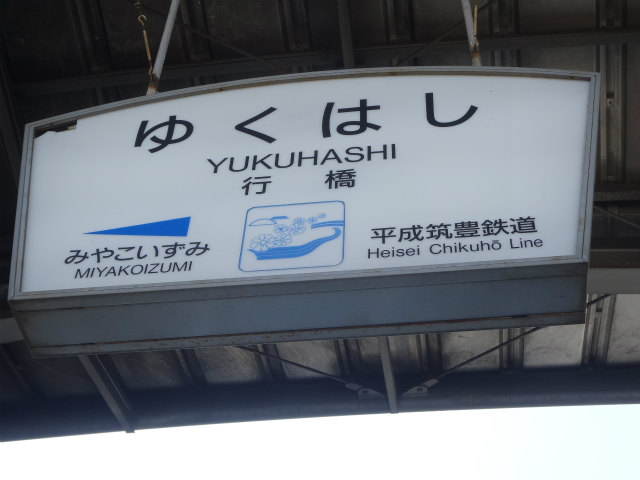 ゆくはし
YUKUHASHI
行橋
みやこいずみ
MIYAKOIZUMI
平成筑豊鉄道
Heisei Chikuhō Line